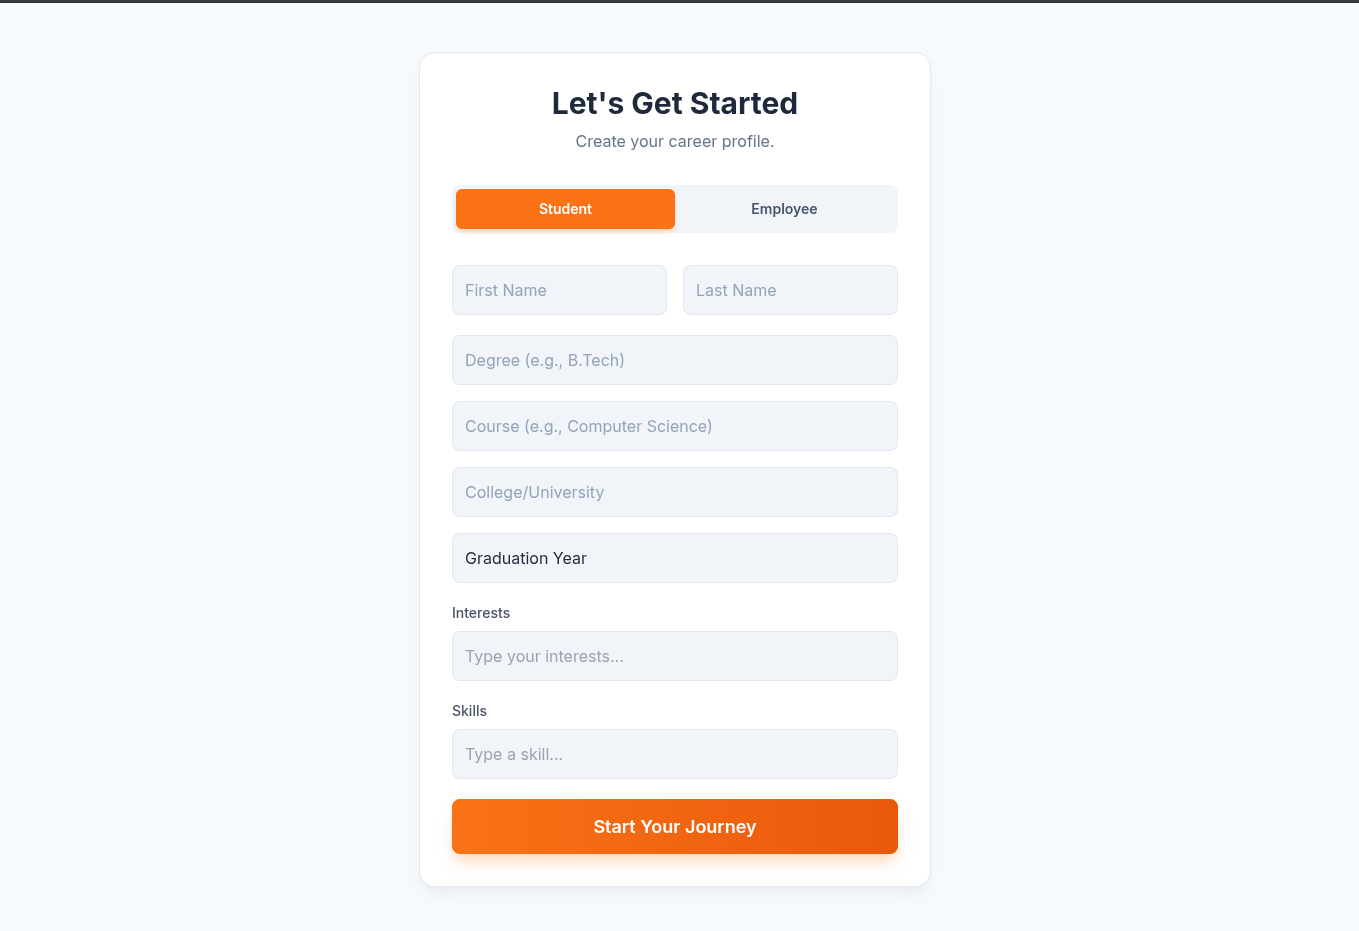 Let's Get Started
Create your career profile.
Student Employee
First Name Last Name
Degree (e.g., B.Tech)
Course (e.g., Computer Science)
College/University
Graduation Year
Interests
Type your interests...
Skills
Type a skill...
Start Your Journey